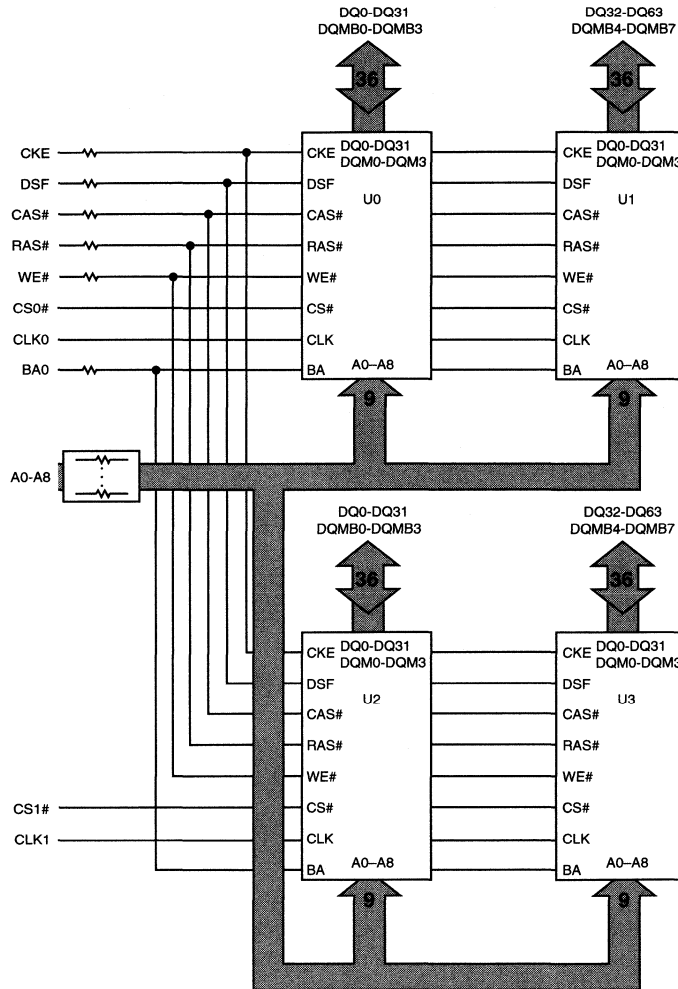 DQ0-DQ31 DQ32-DQ63
DQMB0-DQMB3 DQMB4-DQMB7
36 36
CKE CKE DQ0-DQ31 CKE DQ0-DQ31
DQM0-DQM3 DQM0-DQM3
DSF DSF DSF
U0 U1
CAS# CAS# CAS#
RAS# RAS# RAS#
WE# WE# WE#
CS0# CS# CS#
CLK0 CLK CLK
BA0 BA A0–A8 BA A0–A8
9 9
A0-A8
DQ0-DQ31 DQ32-DQ63
DQMB0-DQMB3 DQMB4-DQMB7
36 36
CKE DQ0-DQ31 CKE DQ0-DQ31
DQM0-DQM3 DQM0-DQM3
DSF DSF
U2 U3
CAS# CAS#
RAS# RAS#
WE# WE#
CS1# CS# CS#
CLK1 CLK CLK
BA A0–A8 BA A0–A8
9 9